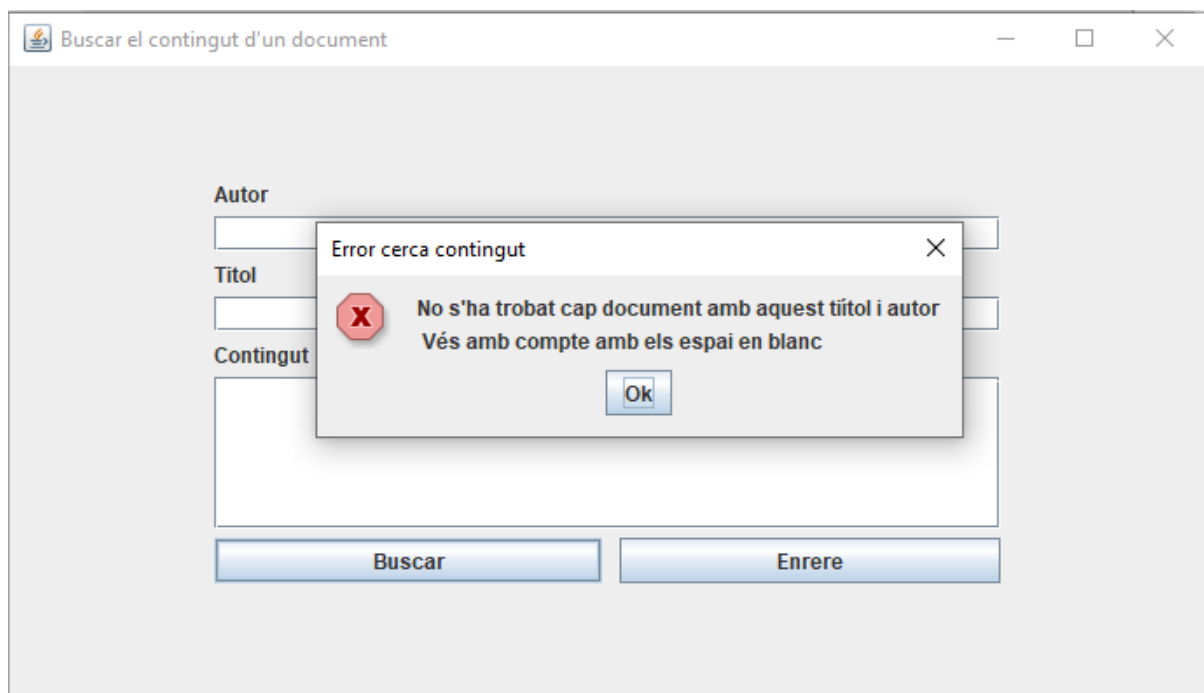 Buscar el contingut d'un document
Autor
Error cerca contingut
Titol
No s'ha trobat cap document amb aquest tiítol i autor
Vés amb compte amb els espai en blanc
Contingut
Ok
Buscar
Enrere